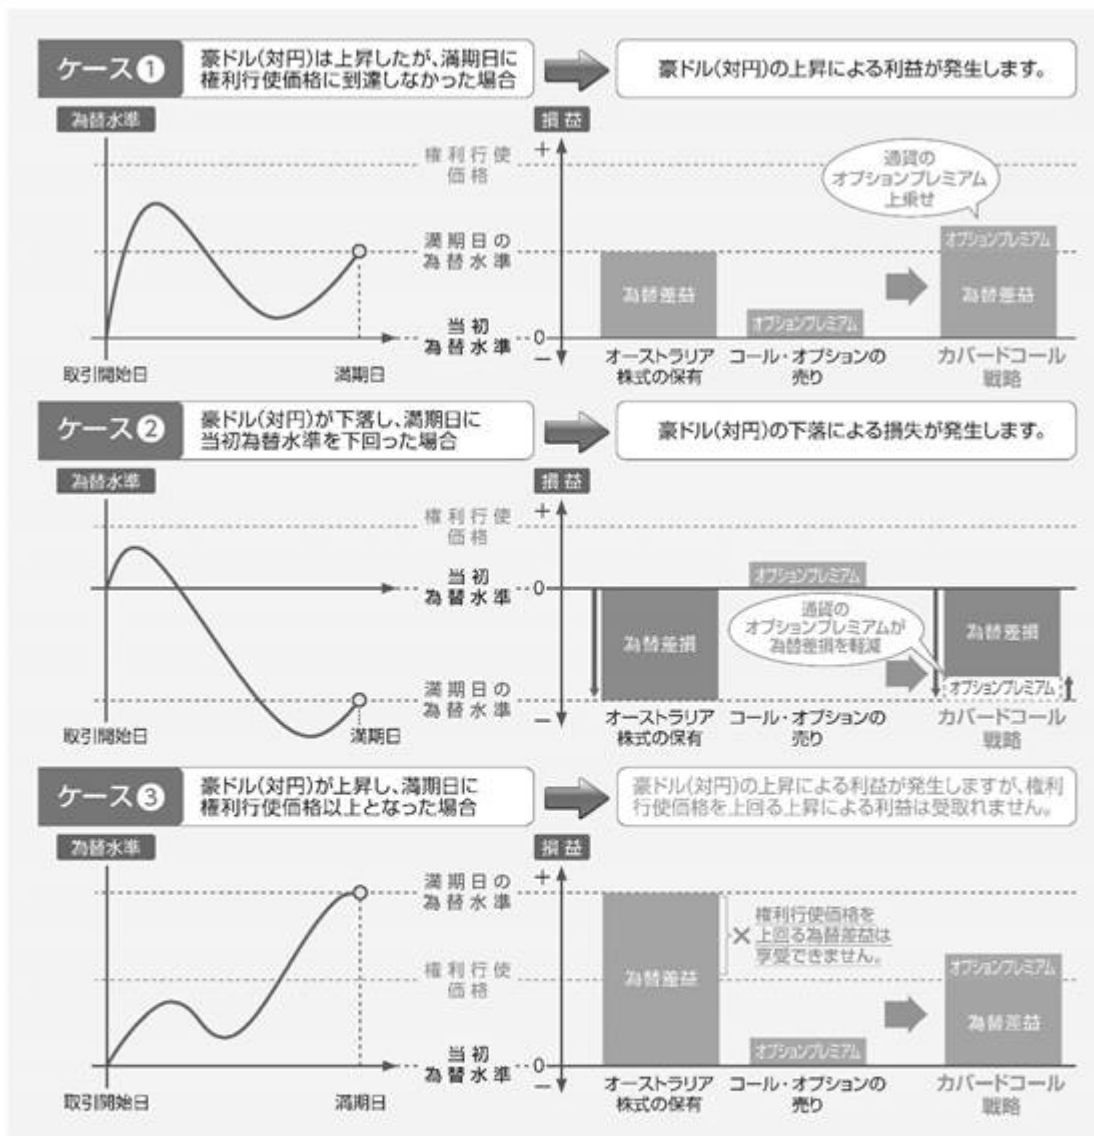 ケース❶
豪ドル(対円)は上昇したが、満期日に
権利行使価格に到達しなかった場合
豪ドル(対円)の上昇による利益が発生します。
為替水準
損益
権利行使
価格
満期日の
為替水準
当初
為替水準
取引開始日
満期日
+
0
−
通貨の
オプションプレミアム
上乗せ
為替差益
オプションプレミアム
オプションプレミアム
為替差益
オーストラリア
株式の保有
コール・オプションの
売り
カバードコール
戦略
ケース❷
豪ドル(対円)が下落し、満期日に
当初為替水準を下回った場合
豪ドル(対円)の下落による損失が発生します。
為替水準
損益
権利行使
価格
当初
為替水準
満期日の
為替水準
取引開始日
満期日
+
0
−
オプションプレミアム
為替差損
通貨の
オプションプレミアムが
為替差損を軽減
為替差損
オプションプレミアム
オーストラリア
株式の保有
コール・オプションの
売り
カバードコール
戦略
ケース❸
豪ドル(対円)が上昇し、満期日に
権利行使価格以上となった場合
豪ドル(対円)の上昇による利益が発生しますが、権利
行使価格を上回る上昇による利益は受取れません。
為替水準
損益
満期日の
為替水準
権利行使
価格
当初
為替水準
取引開始日
満期日
+
0
−
為替差益
×
権利行使価格を
上回る為替差益は
享受できません。
オプションプレミアム
オプションプレミアム
為替差益
オーストラリア
株式の保有
コール・オプションの
売り
カバードコール
戦略